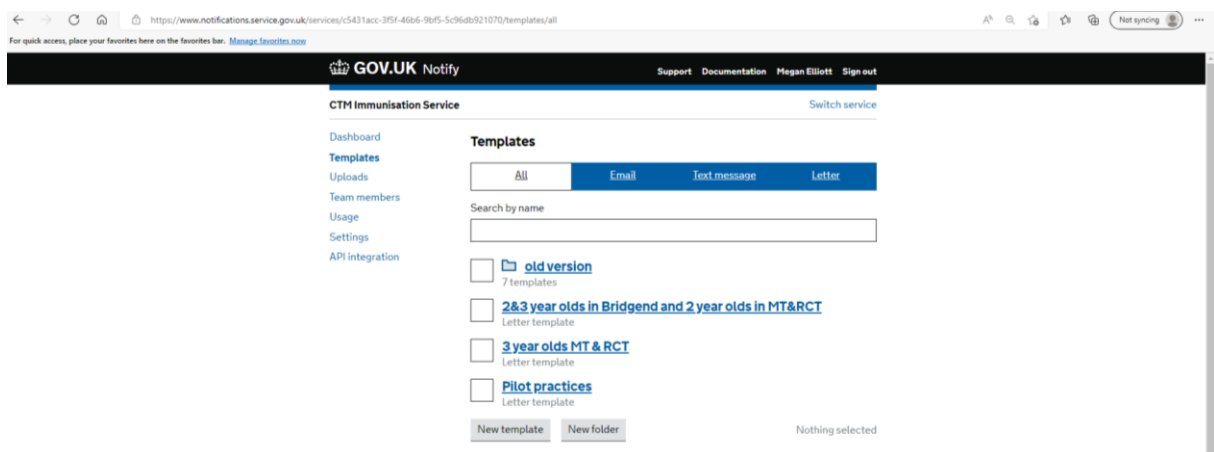 https://www.notifications.service.gov.uk/services/c5431acc-3f5f-46b6-9bf5-5c96db921070/templates/all
Not syncing
For quick access, place your favorites here on the favorites bar. Manage favorites now
GOV.UK Notify
Support Documentation Megan Elliott Sign out
CTM Immunisation Service
Switch service
Dashboard
Templates
Uploads
Team members
Usage
Settings
API integration
Templates
All Email Text message Letter
Search by name
old version
7 templates
2&3 year olds in Bridgend and 2 year olds in MT&RCT
Letter template
3 year olds MT & RCT
Letter template
Pilot practices
Letter template
New template New folder Nothing selected